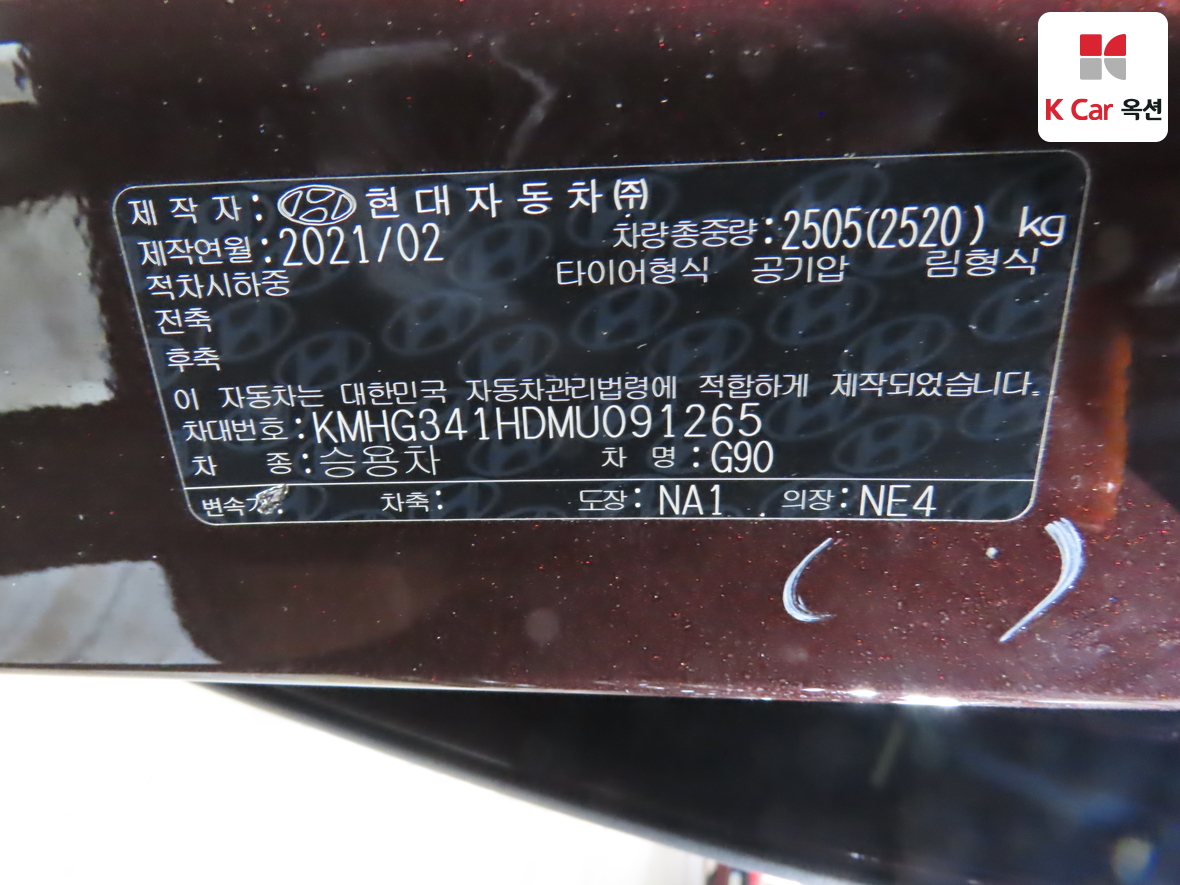 K Car 옥션
제 작 자 : 현 대 자 동 차 ㈜
제작연월 : 2021/02 차량총중량 : 2505(2520) kg
적차시하중 타이어형식 공기압 림형식
전축
후축
이 자동차는 대한민국 자동차관리법령에 적합하게 제작되었습니다.
차대번호 : KMHG341HDMU091265
차 종 : 승용차 차 명 : G90
변속기 : 차축 : 도장 : NA1 의장 : NE4